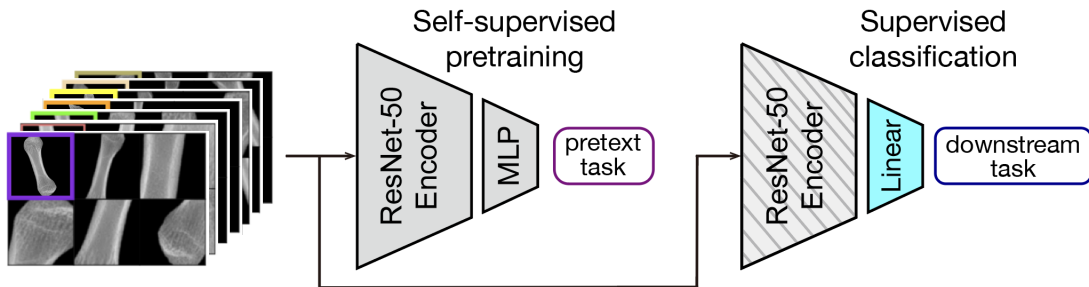 Self-supervised
pretraining
ResNet-50
Encoder
MLP
pretext
task
Supervised
classification
ResNet-50
Encoder
Linear
downstream
task